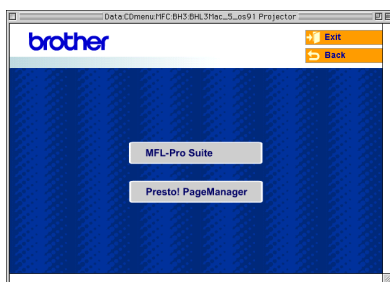 Data:CDmenu:MFC:BH3:BHL3Mac_5_os91 Projector
brother
Exit
Back
MFL-Pro Suite
Presto! PageManager